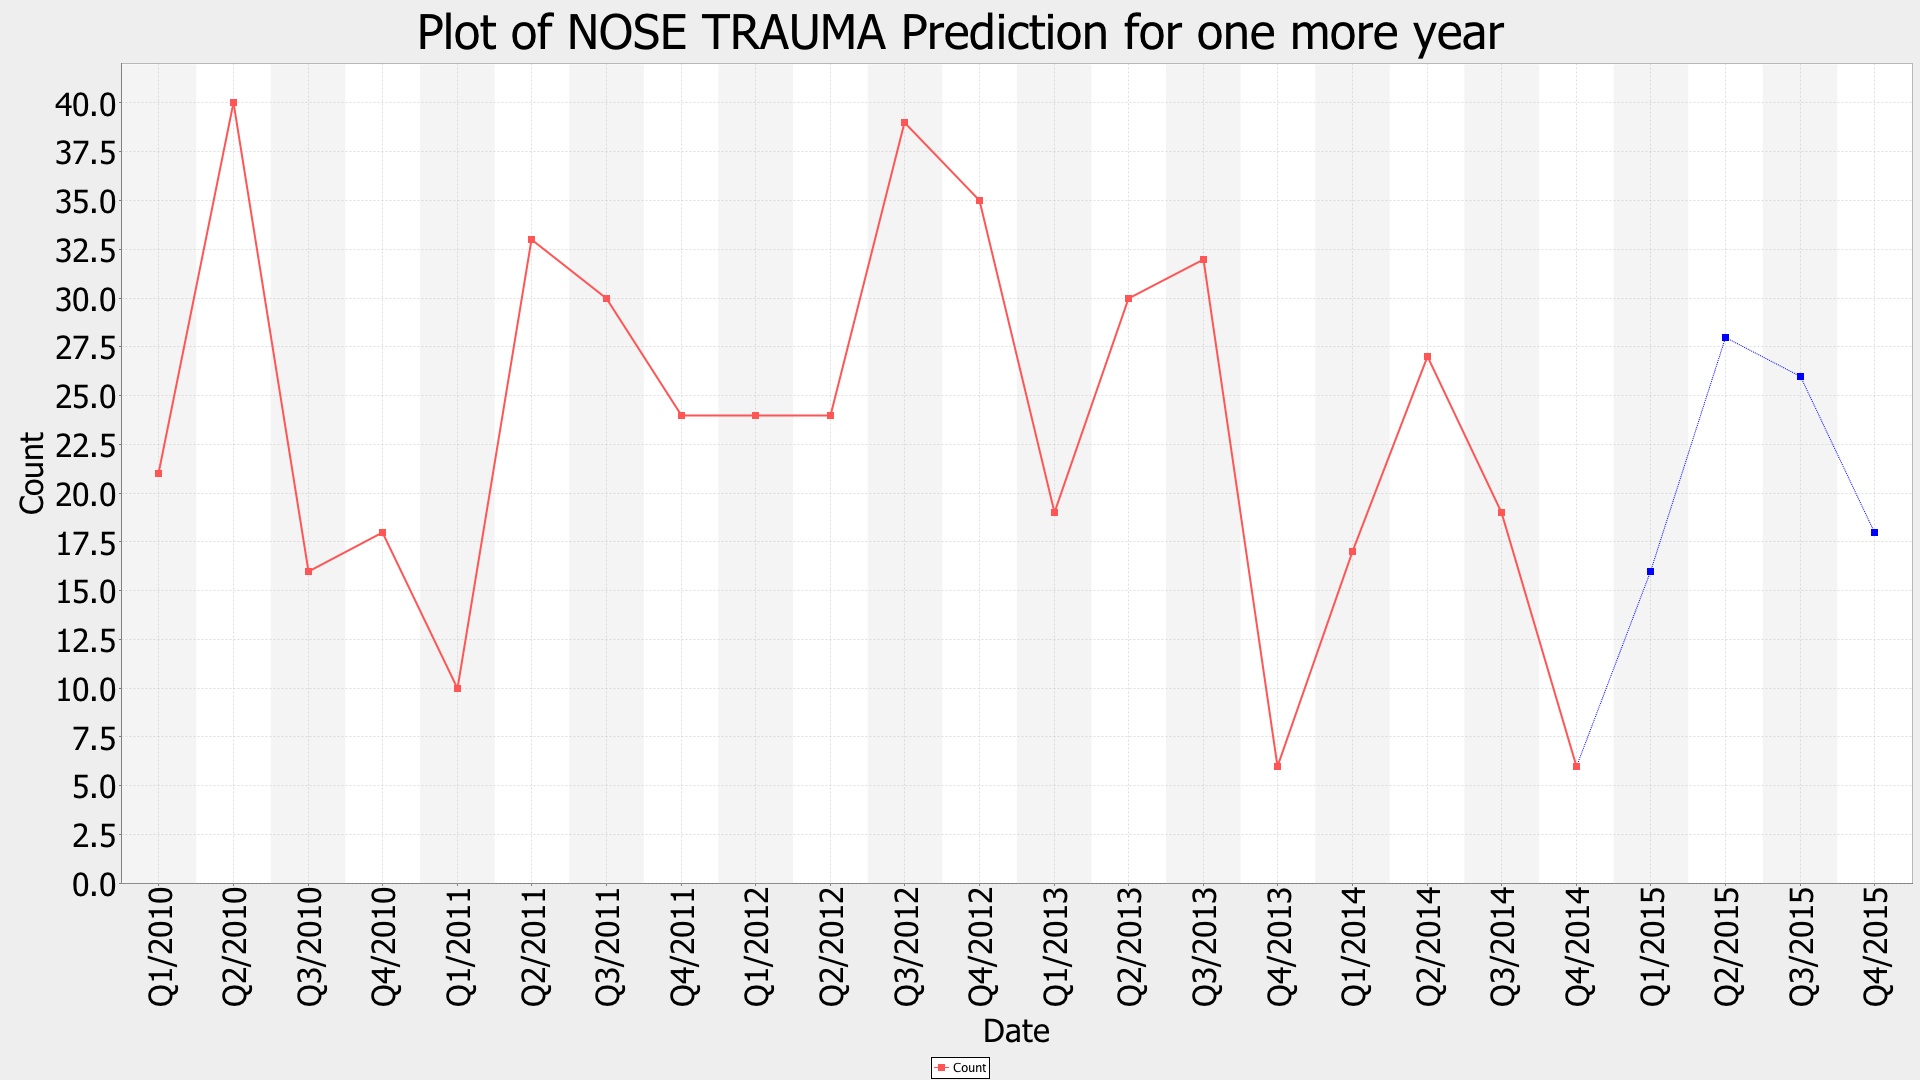 Plot of NOSE TRAUMA Prediction for one more year
Count
40.0
37.5
35.0
32.5
30.0
27.5
25.0
22.5
20.0
17.5
15.0
12.5
10.0
7.5
5.0
2.5
0.0
Q1/2010
Q2/2010
Q3/2010
Q4/2010
Q1/2011
Q2/2011
Q3/2011
Q4/2011
Q1/2012
Q2/2012
Q3/2012
Q4/2012
Q1/2013
Q2/2013
Q3/2013
Q4/2013
Q1/2014
Q2/2014
Q3/2014
Q4/2014
Q1/2015
Q2/2015
Q3/2015
Q4/2015
Date
Count